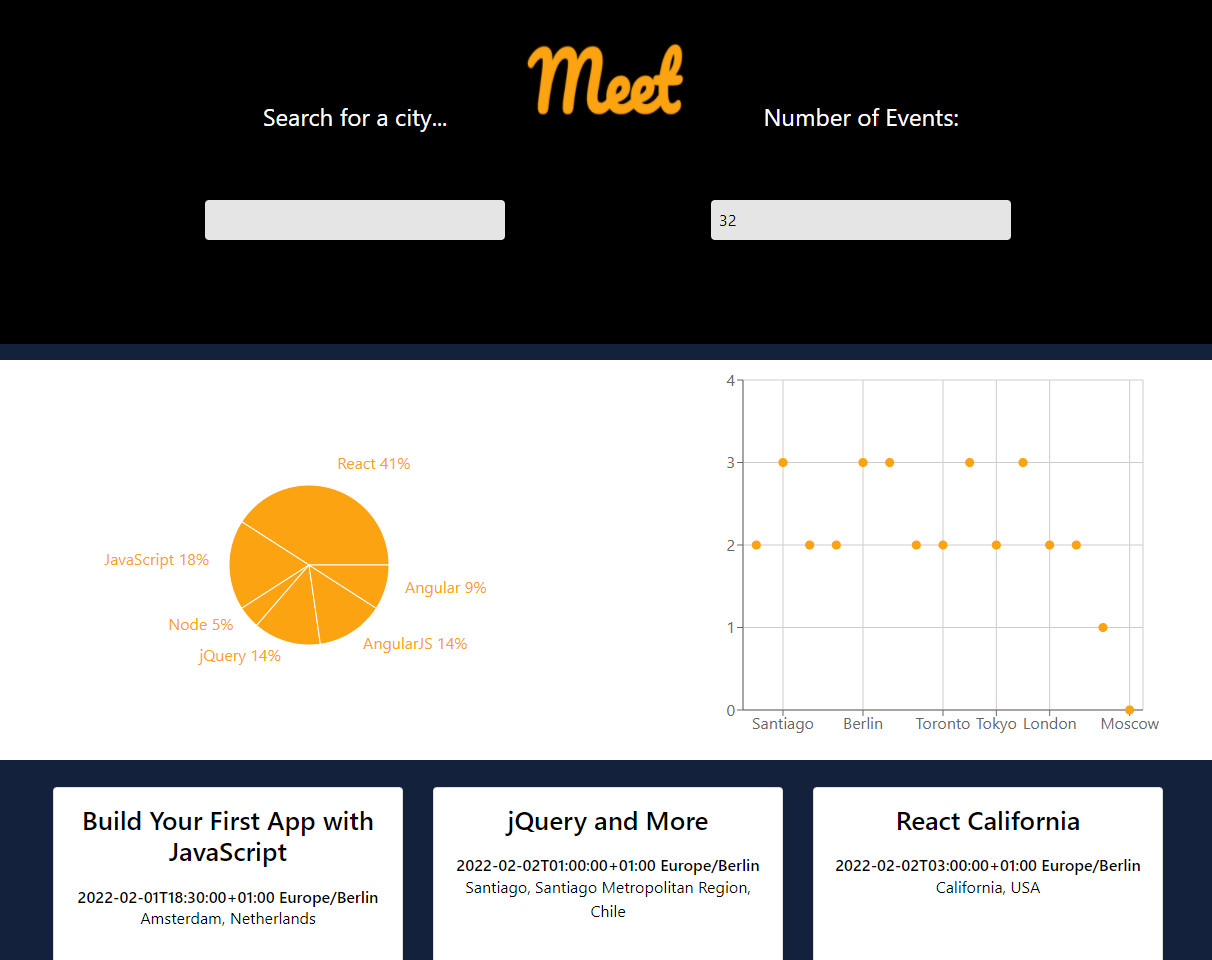 Meet
Search for a city...
Number of Events:
32
React 41%
JavaScript 18%
Angular 9%
Node 5%
AngularJS 14%
jQuery 14%
4
3
2
1
0
Santiago Berlin Toronto Tokyo London Moscow
Build Your First App with
JavaScript
2022-02-01T18:30:00+01:00 Europe/Berlin
Amsterdam, Netherlands
jQuery and More
2022-02-02T01:00:00+01:00 Europe/Berlin
Santiago, Santiago Metropolitan Region,
Chile
React California
2022-02-02T03:00:00+01:00 Europe/Berlin
California, USA